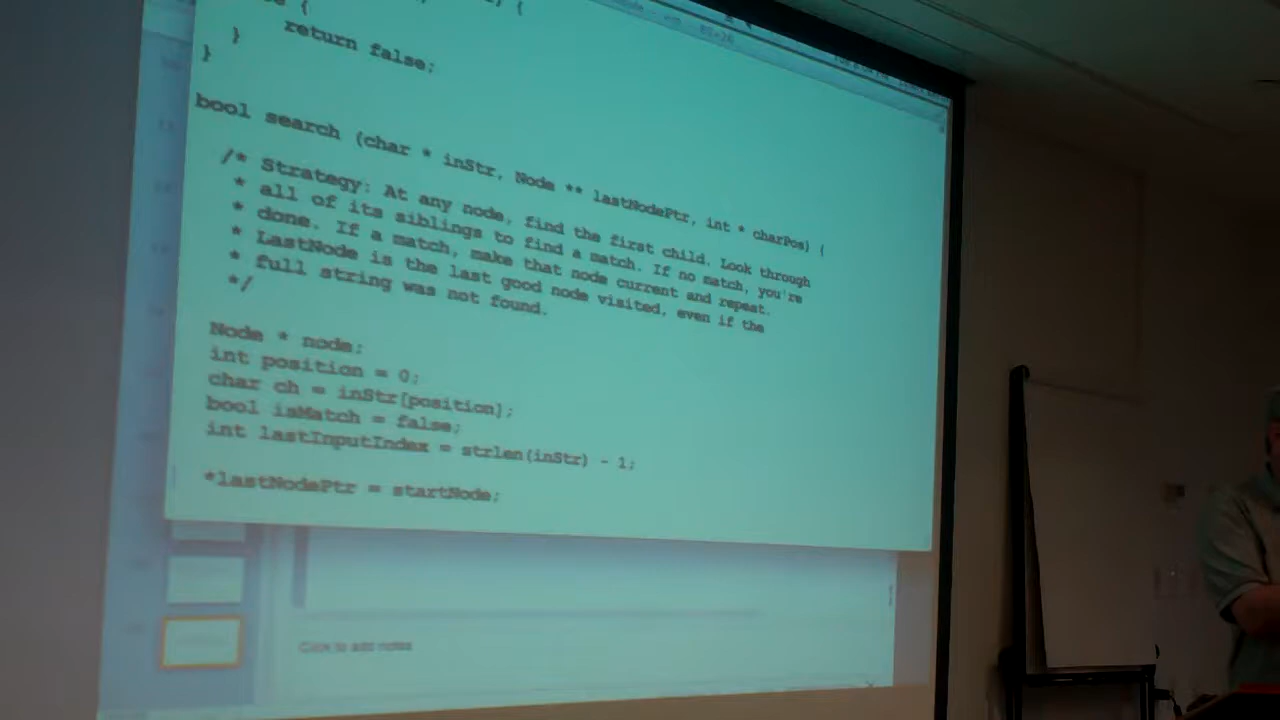 {
return false;
}
}
bool search (char * inStr, Node ** lastNodePtr, int * charPos) {
/* Strategy: At any node, find the first child. Look through
* all of its siblings to find a match. If no match, you're
* done. If a match, make that node current and repeat.
* LastNode is the last good node visited, even if the
* full string was not found.
*/
Node * node;
int position = 0;
char ch = inStr[position];
bool isMatch = false;
int lastInputIndex = strlen(inStr) - 1;
*lastNodePtr = startNode;
Click to add notes